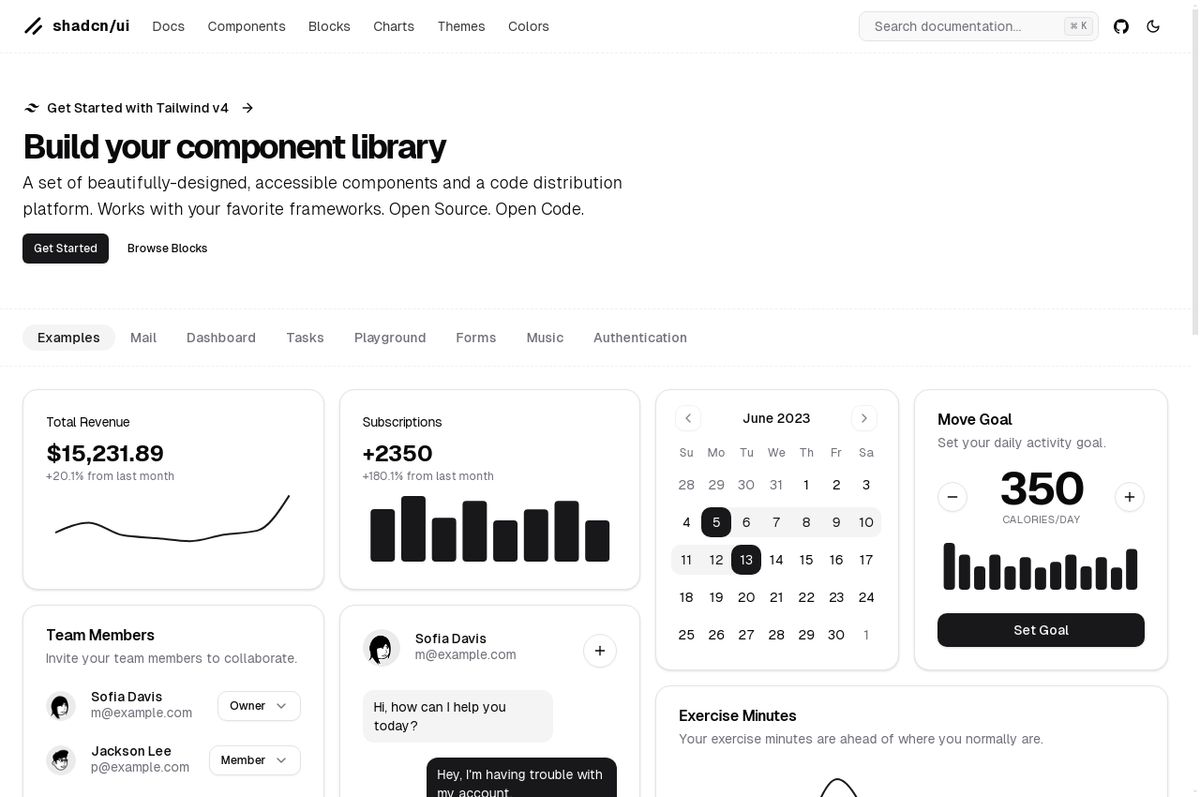 shadcn/ui Docs Components Blocks Charts Themes Colors Search documentation... ⌘ K
Get Started with Tailwind v4 →
Build your component library
A set of beautifully-designed, accessible components and a code distribution
platform. Works with your favorite frameworks. Open Source. Open Code.
Get Started Browse Blocks
Examples Mail Dashboard Tasks Playground Forms Music Authentication
Total Revenue
$15,231.89
+20.1% from last month
Subscriptions
+2350
+180.1% from last month
June 2023
Su Mo Tu We Th Fr Sa
28 29 30 31 1 2 3
4 5 6 7 8 9 10
11 12 13 14 15 16 17
18 19 20 21 22 23 24
25 26 27 28 29 30 1
Move Goal
Set your daily activity goal.
350
CALORIES/DAY
Set Goal
Team Members
Invite your team members to collaborate.
Sofia Davis
m@example.com
Owner
Jackson Lee
p@example.com
Member
Sofia Davis
m@example.com
Hi, how can I help you
today?
Hey, I'm having trouble with
my account.
Exercise Minutes
Your exercise minutes are ahead of where you normally are.